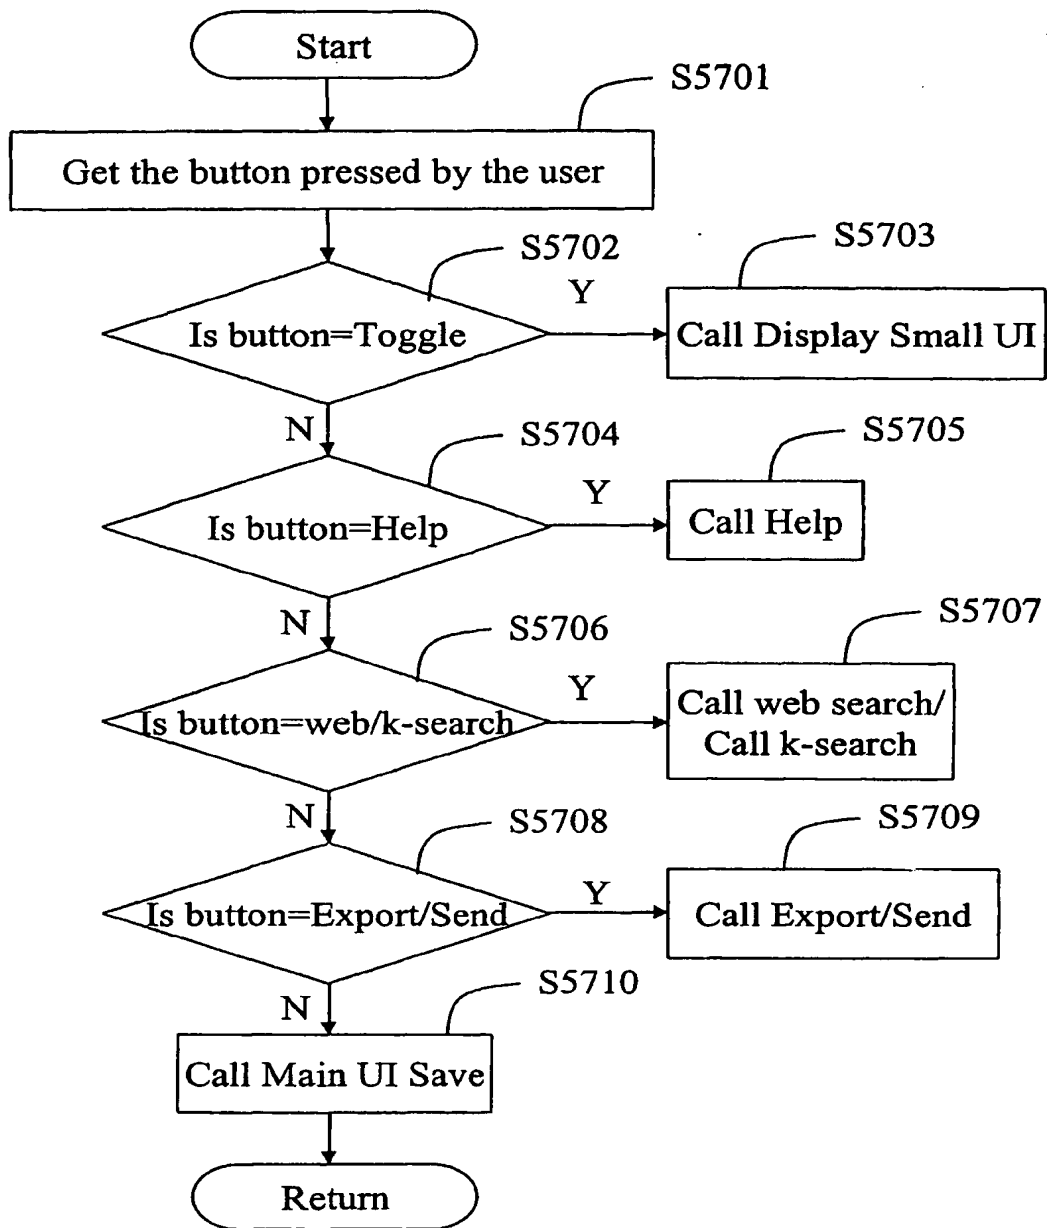 Start
S5701
Get the button pressed by the user
S5702
S5703
Y
Is button=Toggle
Call Display Small UI
N
S5704
S5705
Y
Is button=Help
Call Help
N
S5706
S5707
Y
Is button=web/k-search
Call web search/
Call k-search
N
S5708
S5709
Y
Is button=Export/Send
Call Export/Send
N
S5710
Call Main UI Save
Return